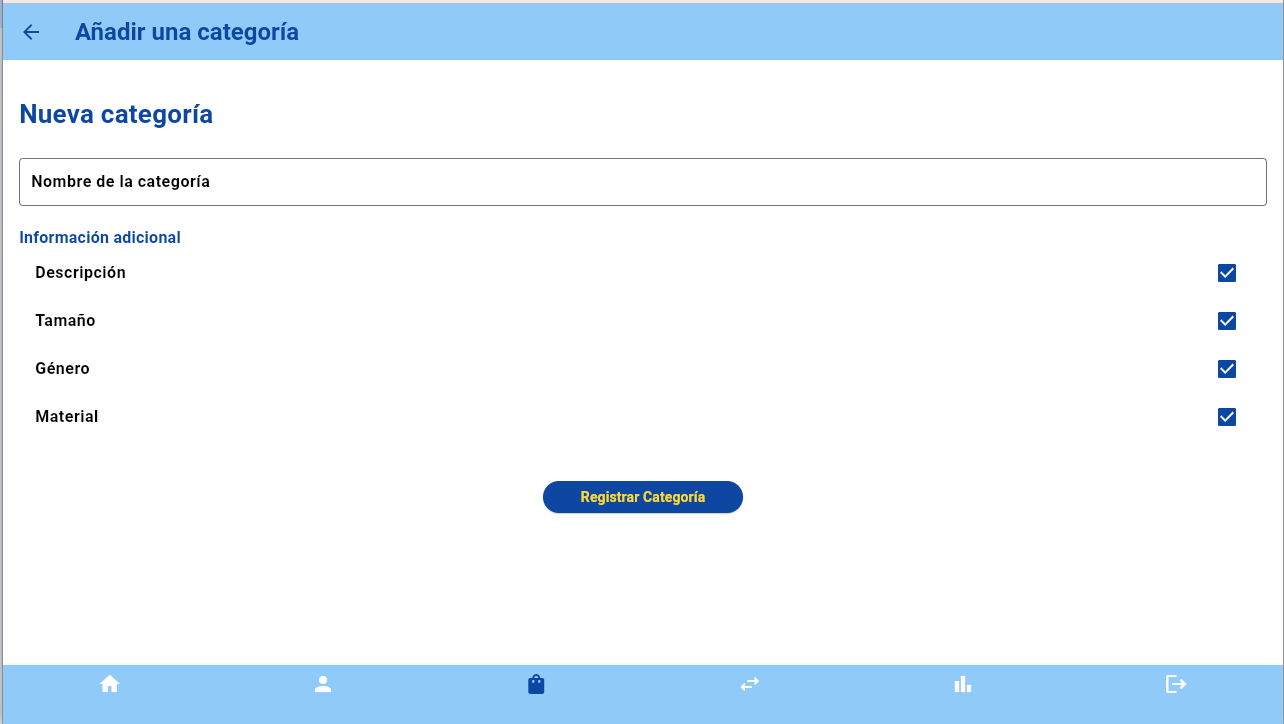 Añadir una categoría
Nueva categoría
Nombre de la categoría
Información adicional
Descripción
Tamaño
Género
Material
Registrar Categoría